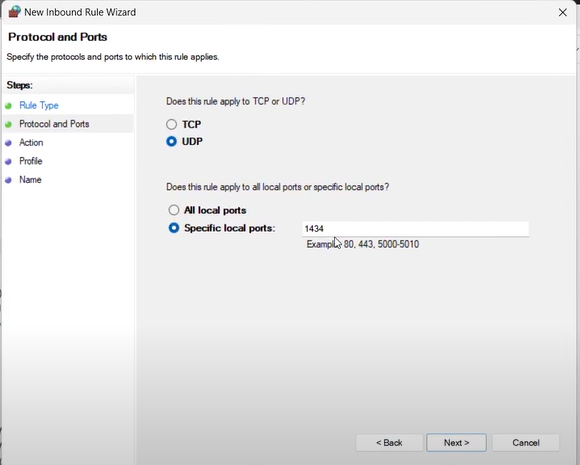 New Inbound Rule Wizard
Protocol and Ports
Specify the protocols and ports to which this rule applies.
Steps:
Rule Type
Protocol and Ports
Action
Profile
Name
Does this rule apply to TCP or UDP?
TCP
UDP
Does this rule apply to all local ports or specific local ports?
All local ports
Specific local ports:
1434
Example: 80, 443, 5000-5010
< Back
Next >
Cancel